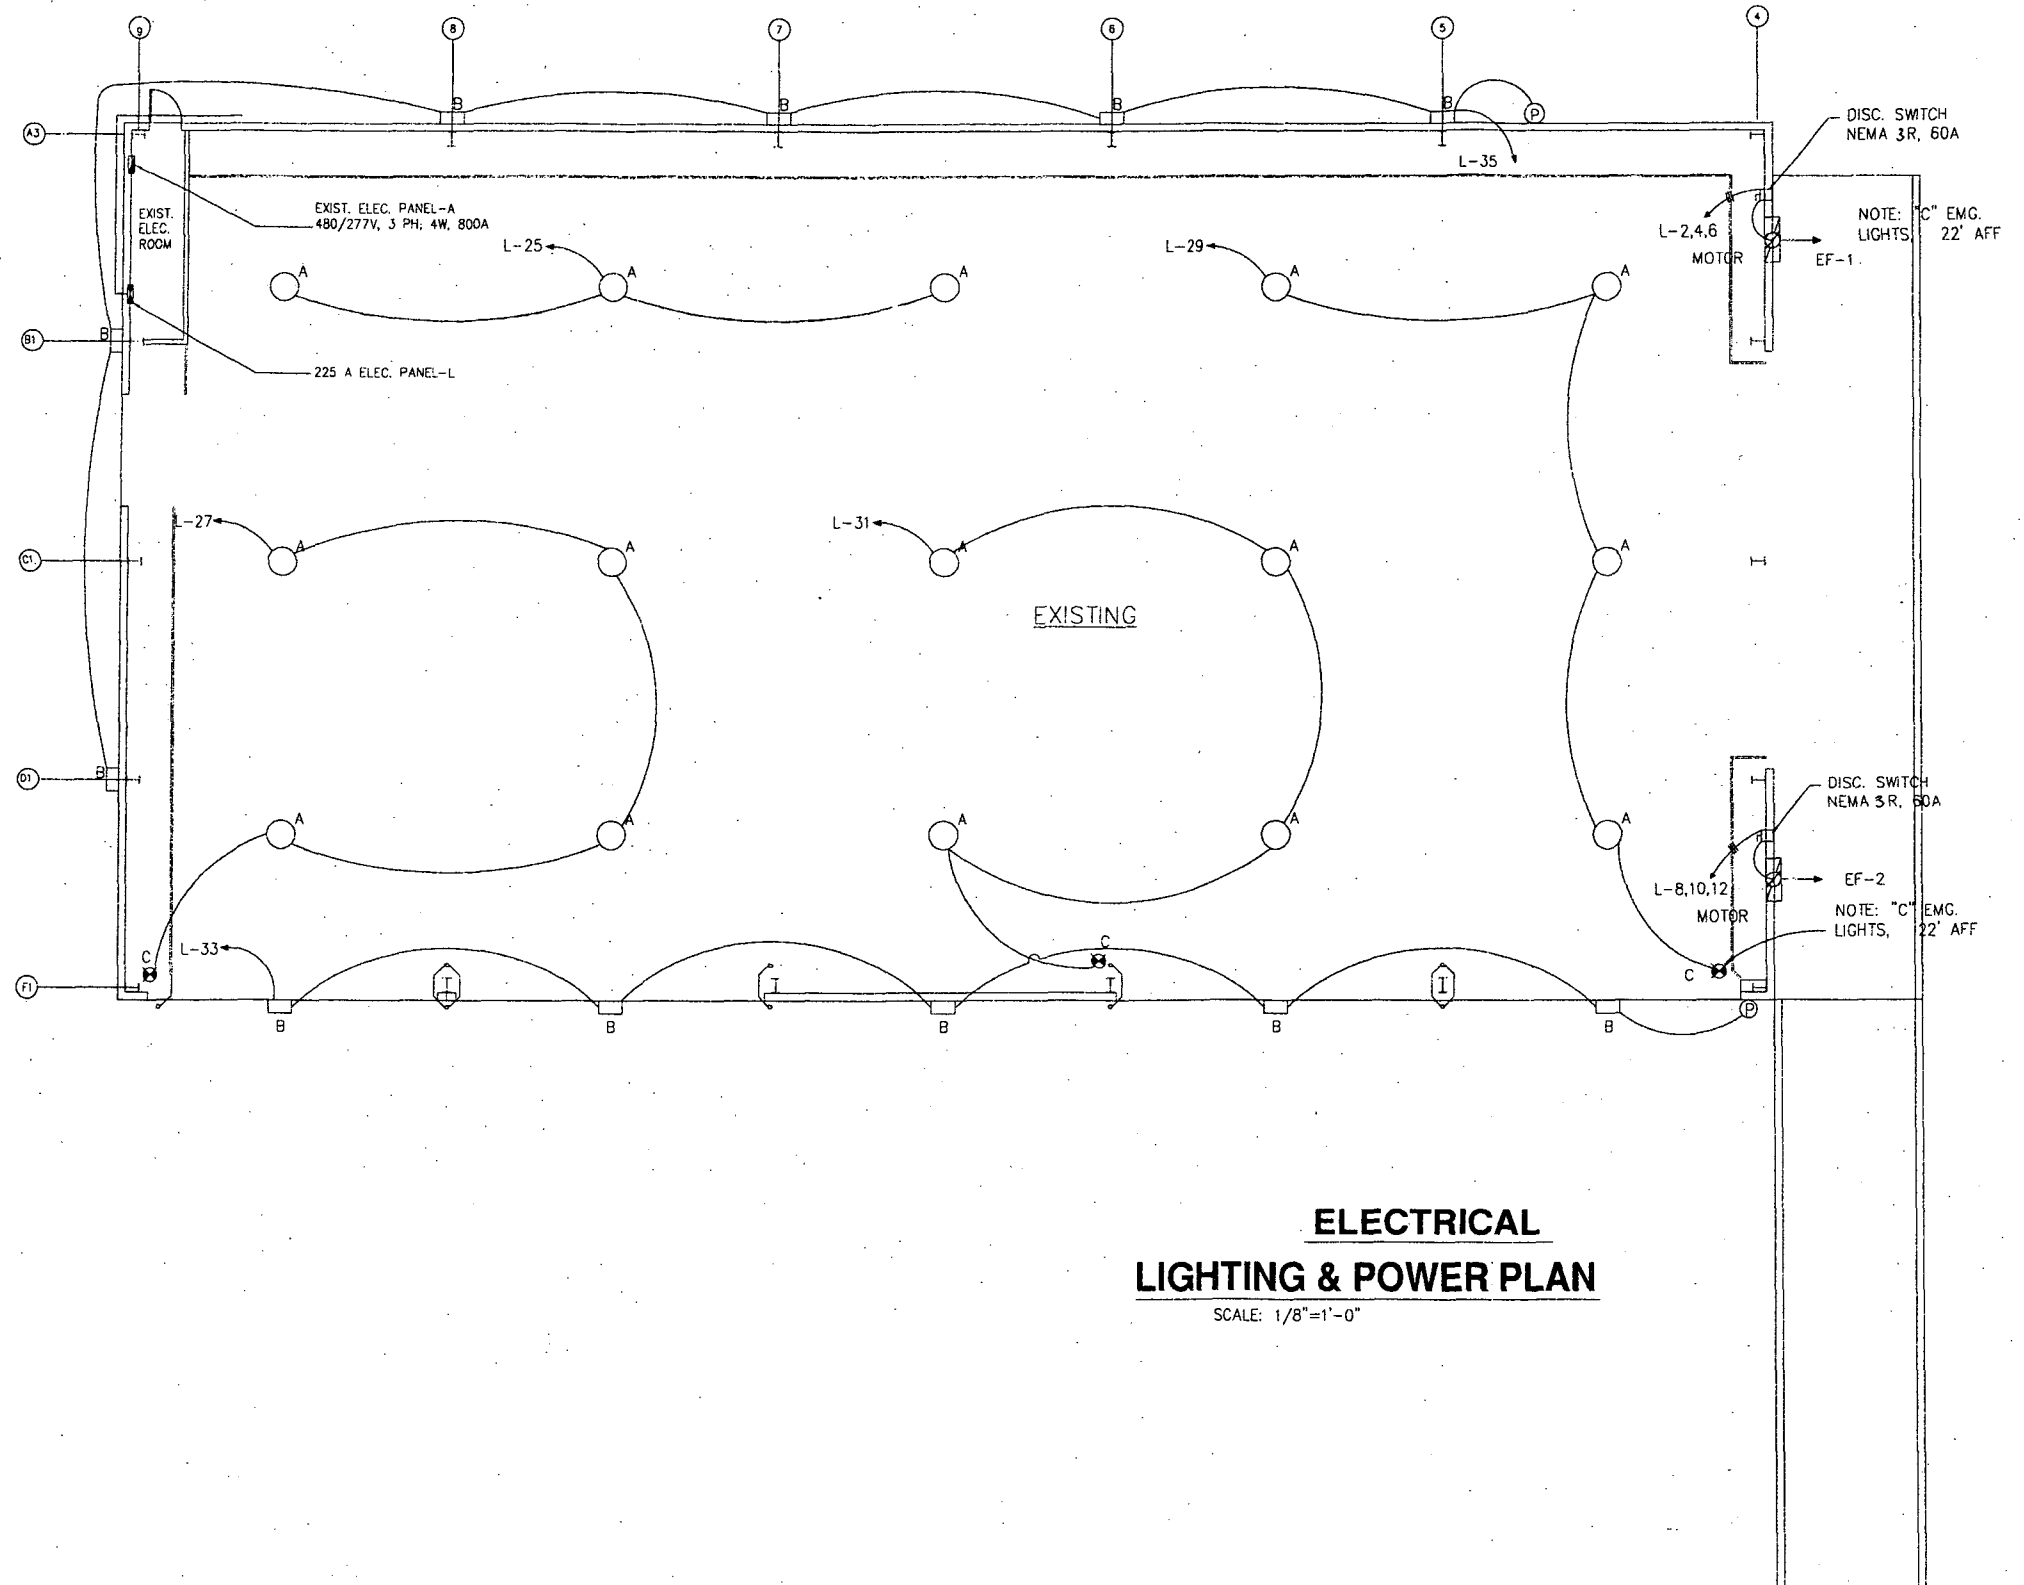 9 8 7 6 5 4
B B B B P
A3
DISC. SWITCH
NEMA 3R, 60A
L-35
EXIST. ELEC. PANEL-A
480/277V, 3 PH; 4W, 800A
EXIST.
ELEC.
ROOM
NOTE: "C" EMG.
LIGHTS, 22' AFF
L-2,4,6
MOTOR
EF-1
L-25
L-29
A A A A A
B1
B
225 A ELEC. PANEL-L
L-27
L-31
C1
A A A A A
EXISTING
D1
B
DISC. SWITCH
NEMA 3R, 60A
A A A A A
L-8,10,12
MOTOR
EF-2
NOTE: "C" EMG.
LIGHTS, 22' AFF
L-33
C C C
F1
P
B B B B B
ELECTRICAL
LIGHTING & POWER PLAN
SCALE: 1/8"=1'-0"